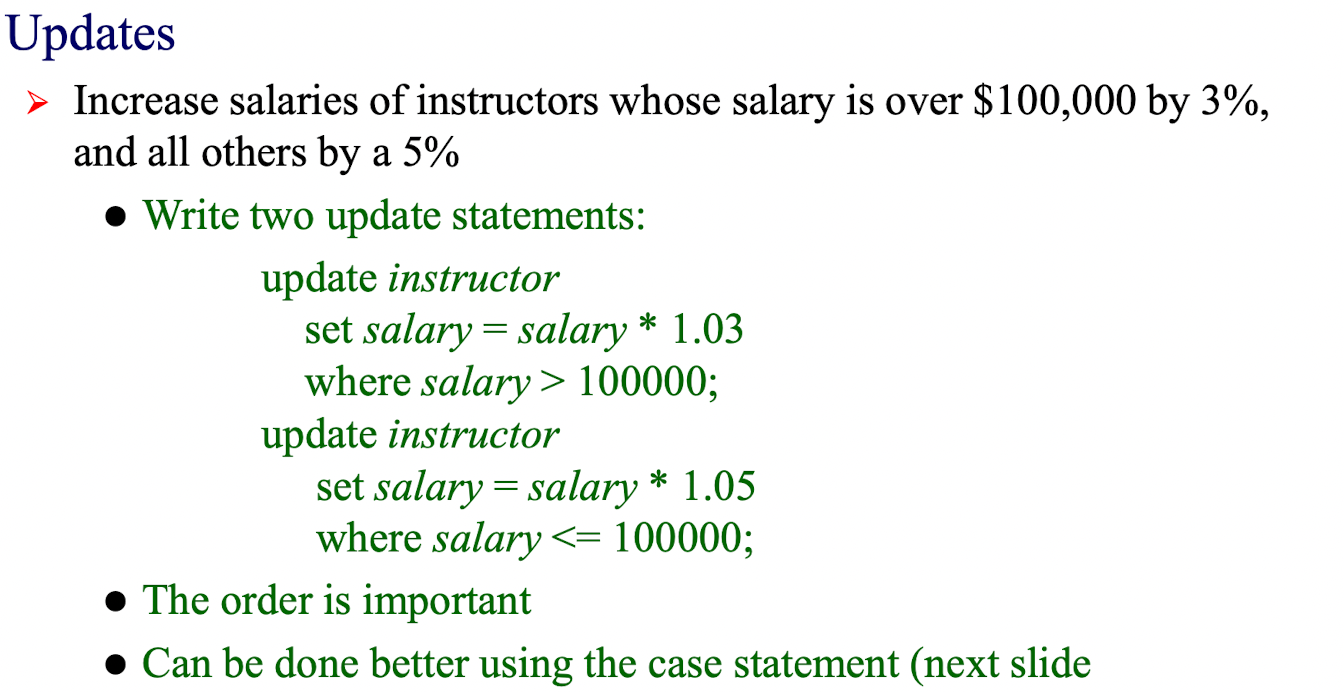 Updates
Increase salaries of instructors whose salary is over $100,000 by 3%,
and all others by a 5%
Write two update statements:
update instructor
set salary = salary * 1.03
where salary > 100000;
update instructor
set salary = salary * 1.05
where salary <= 100000;
The order is important
Can be done better using the case statement (next slide